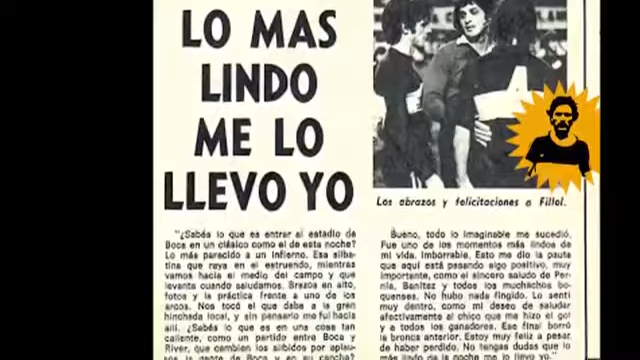 LO MAS
LINDO
ME LO
LLEVO YO
Los abrazos y felicitaciones a Fillol.
"¿Sabés lo que es entrar al estadio de
Boca en un clásico como el de esta noche?
Lo más parecido a un infierno. Esa silba-
tina que raya en el estruendo, mientras
vamos hacia el medio del campo y que
levanta cuando saludamos. Brazos en alto,
fotos y la práctica frente a uno de los
arcos. Nos tocó el que daba a la gran
hinchada local, y sin pensarlo me fui hacia
allí. ¿Sabés lo que es en una cosa tan
caliente, como un partido entre Boca y
River, que cambien los silbidos por aplau-
sos la gente de Boca y en su cancha?
Bueno, todo lo imaginable me sucedió.
Fue uno de los momentos más lindos de
mi vida. Imborrable. Esto me dio la pauta
que aquí está pasando algo positivo, muy
importante, como el sincero saludo de Per-
nía, Benítez y todos los muchachos bo-
quenses. No hubo nada fingido. Lo sentí
muy dentro, como mi deseo de saludar
afectivamente al chico que me hizo el gol
y a todos los ganadores. Ese final borró
la bronca anterior. Estoy muy feliz a pesar
de haber perdido. No tengas dudas que lo
más lindo de la noche me lo llevo yo".